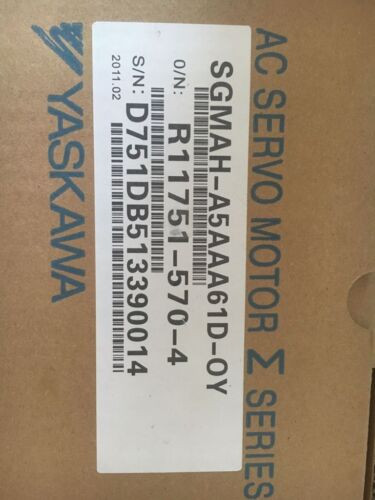 AC SERVO MOTOR Σ SERIES
SGMAH-A5AAA61D-OY
O/N: R11751-570-4
S/N: D751DB513390014
2011.02
YASKAWA